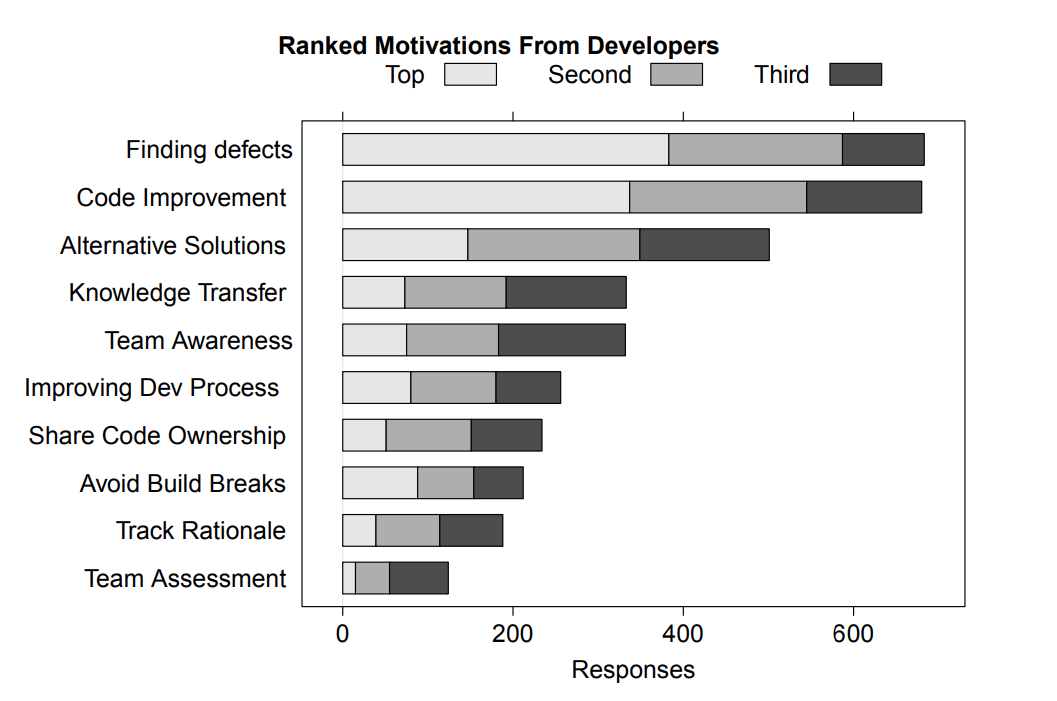 Ranked Motivations From Developers
Top Second Third
Finding defects
Code Improvement
Alternative Solutions
Knowledge Transfer
Team Awareness
Improving Dev Process
Share Code Ownership
Avoid Build Breaks
Track Rationale
Team Assessment
0 200 400 600
Responses